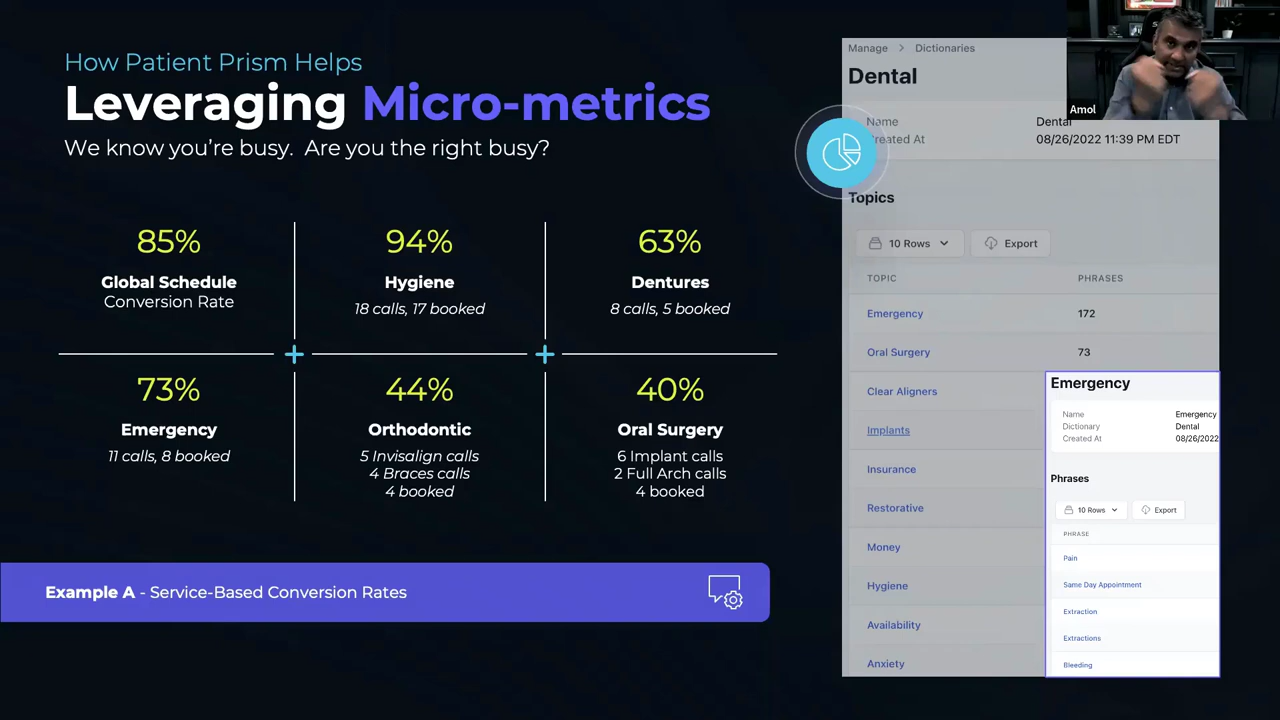 How Patient Prism Helps
Leveraging Micro-metrics
We know you're busy. Are you the right busy?
85%
Global Schedule
Conversion Rate
94%
Hygiene
18 calls, 17 booked
63%
Dentures
8 calls, 5 booked
73%
Emergency
11 calls, 8 booked
44%
Orthodontic
5 Invisalign calls
4 Braces calls
4 booked
40%
Oral Surgery
6 Implant calls
2 Full Arch calls
4 booked
Example A - Service-Based Conversion Rates
Manage > Dictionaries
Dental
Name Dental
Created At 08/26/2022 11:39 PM EDT
Topics
10 Rows Export
TOPIC PHRASES
Emergency 172
Oral Surgery 73
Clear Aligners
Implants
Insurance
Restorative
Money
Hygiene
Availability
Anxiety
Emergency
Name Emergency
Dictionary Dental
Created At 08/26/2022
Phrases
10 Rows Export
PHRASE
Pain
Same Day Appointment
Extraction
Extractions
Bleeding
Amol